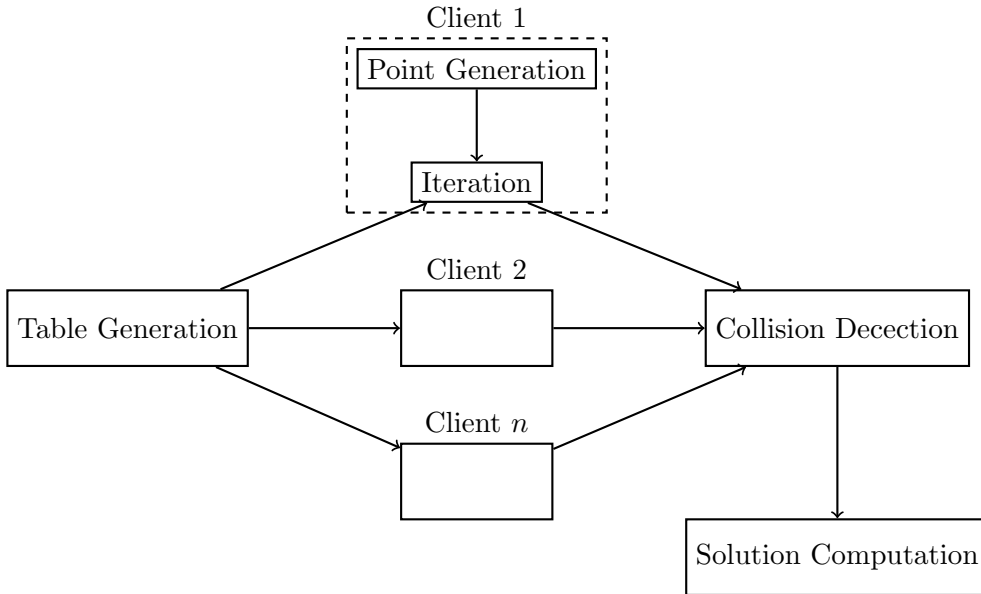 Client 1
Point Generation
Iteration
Client 2
Table Generation
Collision Decection
Client n
Solution Computation